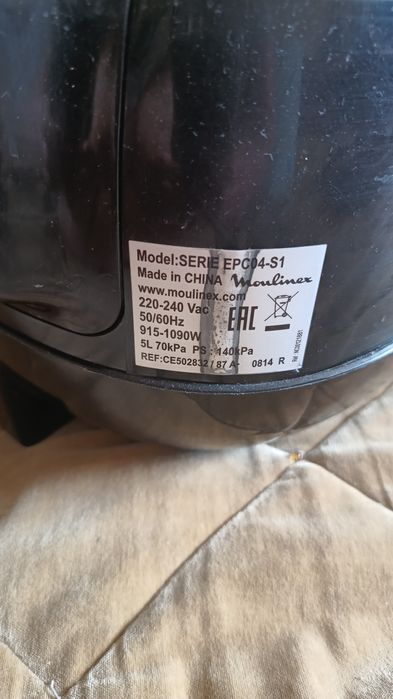 Model:SERIE EPC04-S1
Made in CHINA Moulinex
www.moulinex.com
220-240 Vac
50/60Hz
EAC
915-1090W
5L 70kPa PS : 140kPa
REF:CE502832 / 87 A- 0814 R